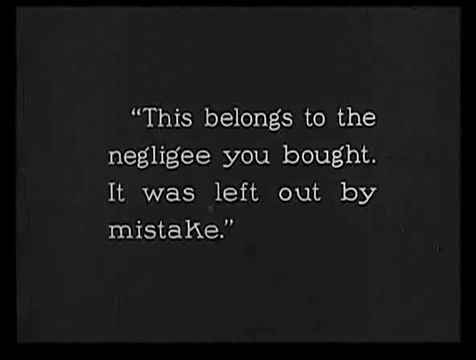 “This belongs to the
negligee you bought.
It was left out by
mistake.”